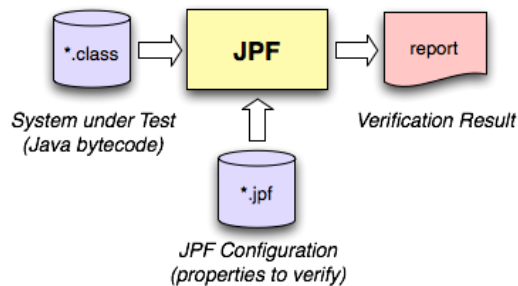 *.class
JPF
report
System under Test
(Java bytecode)
Verification Result
*.jpf
JPF Configuration
(properties to verify)